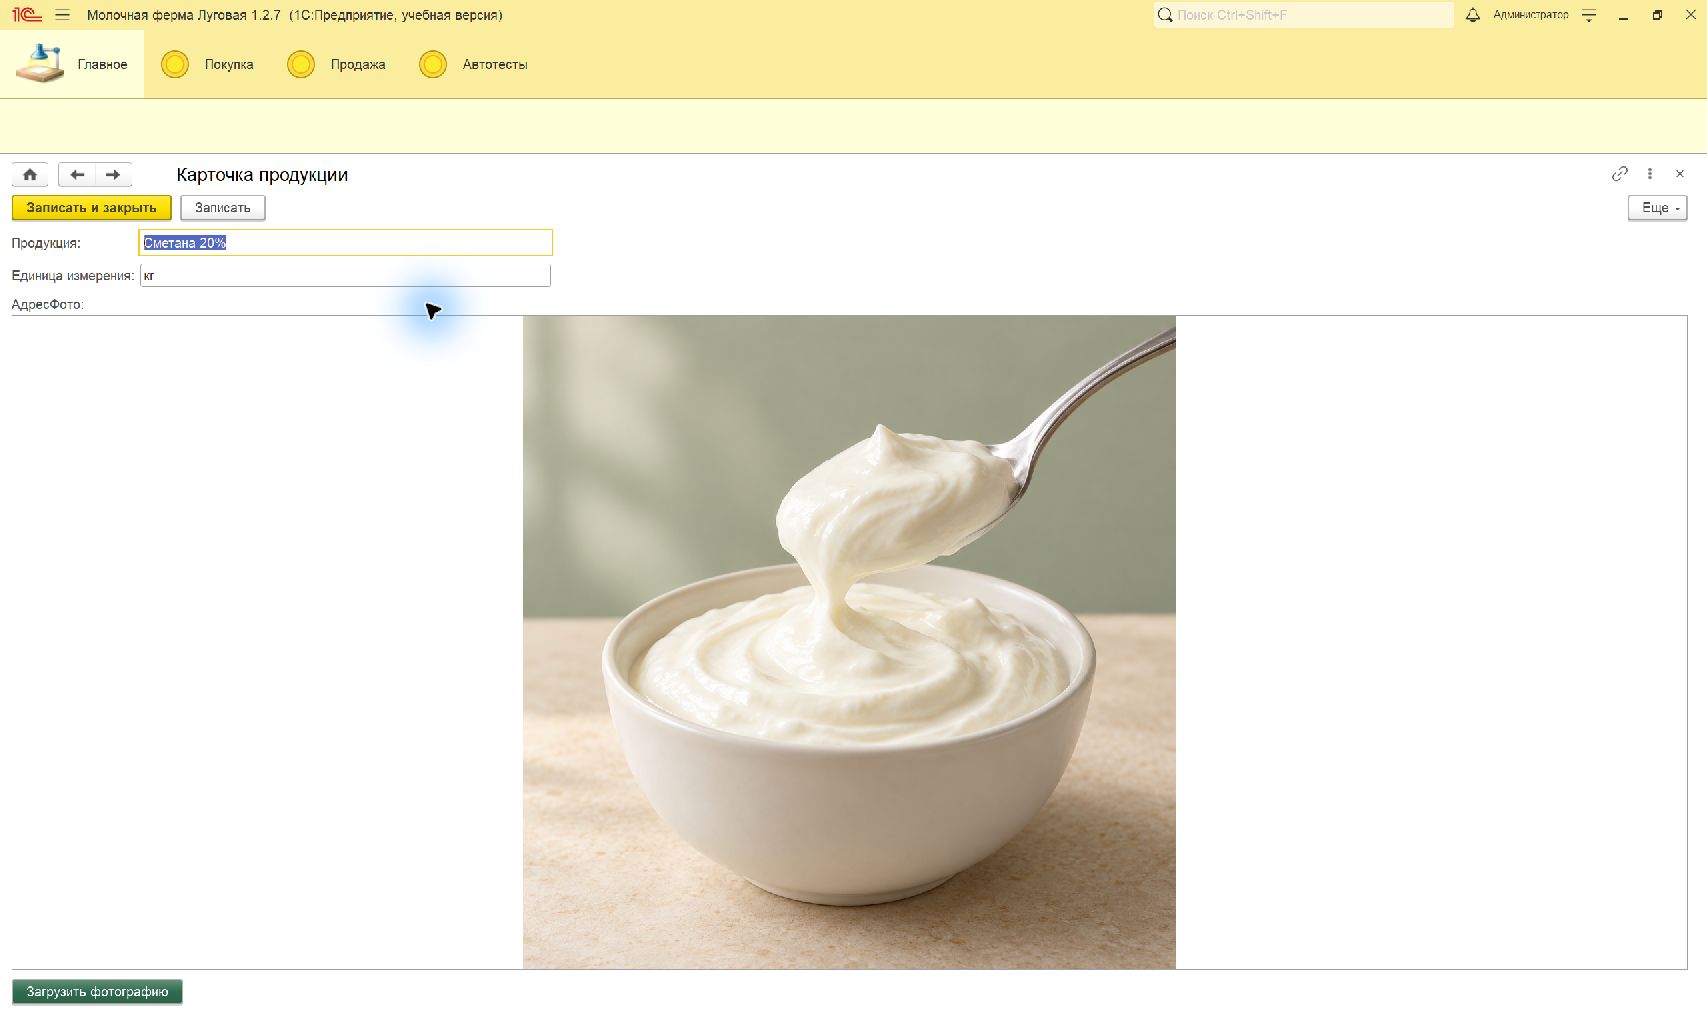 1С Молочная ферма Луговая 1.2.7 (1С:Предприятие, учебная версия) Поиск Ctrl+Shift+F Администратор
Главное Покупка Продажа Автотесты
Карточка продукции
Записать и закрыть Записать Еще
Продукция: Сметана 20%
Единица измерения: кг
АдресФото:
Загрузить фотографию